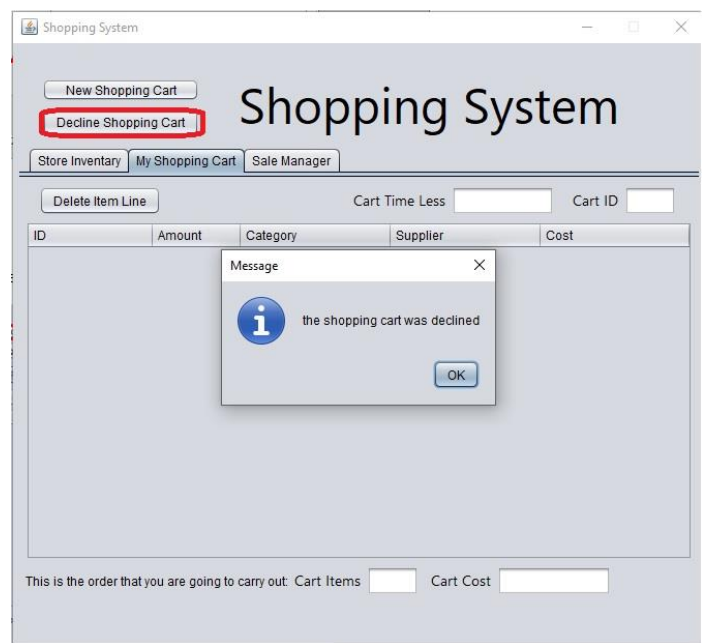 Shopping System
New Shopping Cart
Decline Shopping Cart
Shopping System
Store Inventory My Shopping Cart Sale Manager
Delete Item Line Cart Time Less Cart ID
ID Amount Category Supplier Cost
Message
the shopping cart was declined
OK
This is the order that you are going to carry out: Cart Items Cart Cost